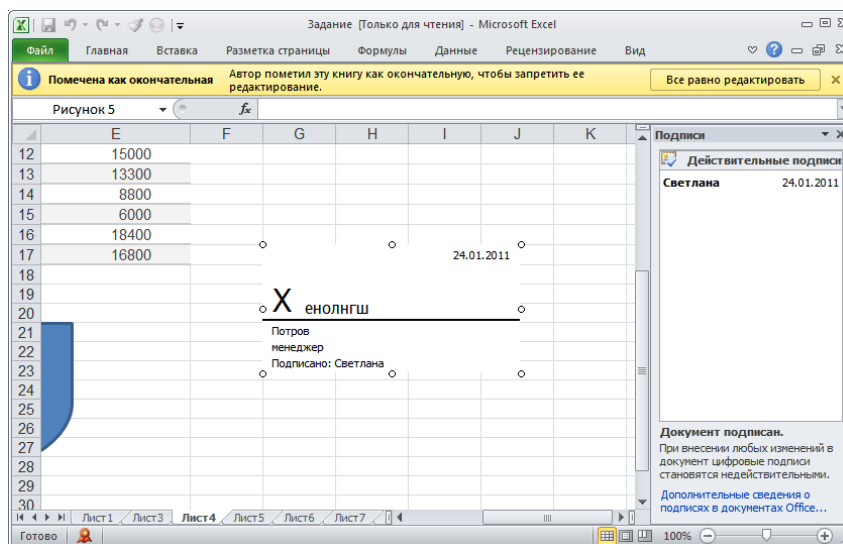 Задание [Только для чтения] - Microsoft Excel
Файл Главная Вставка Разметка страницы Формулы Данные Рецензирование Вид
Помечена как окончательная Автор пометил эту книгу как окончательную, чтобы запретить ее редактирование. Все равно редактировать
Рисунок 5 fx
E F G H I J K
12 15000
13 13300
14 8800
15 6000
16 18400
17 16800
18
19
20
21
22
23
24
25
26
27
28
29
30
24.01.2011
X енолнгш
Потров
менеджер
Подписано: Светлана
Подписи
Действительные подписи
Светлана 24.01.2011
Документ подписан.
При внесении любых изменений в
документ цифровые подписи
становятся недействительными.
Дополнительные сведения о
подписях в документах Office...
Лист1 Лист3 Лист4 Лист5 Лист6 Лист7
Готово 100%